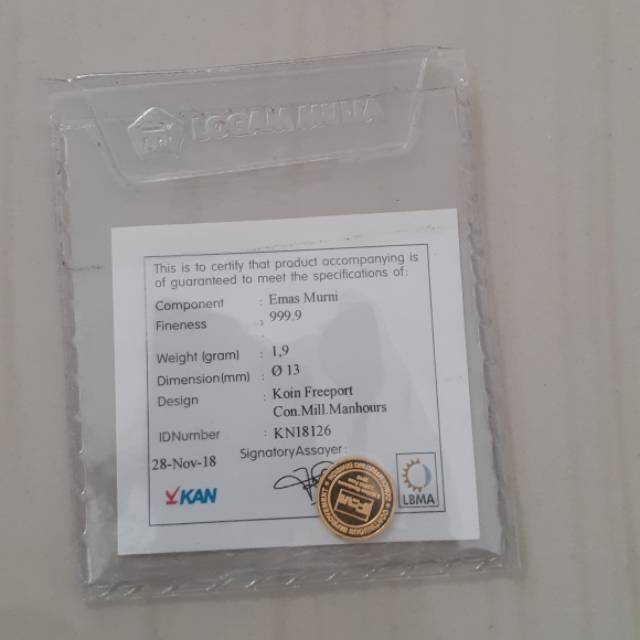 LOGAM MULIA
This is to certify that product accompanying is
of guaranteed to meet the specifications of:
Component : Emas Murni
Fineness : 999.9
Weight (gram) : 1,9
Dimension(mm) : Ø 13
Design : Koin Freeport
Con.Mill.Manhours
IDNumber : KN18126
28-Nov-18 SignatoryAssayer:
KAN
LBMA